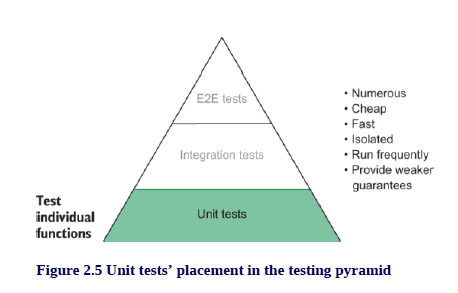 E2E tests
Integration tests
Unit tests
Test
individual
functions
• Numerous
• Cheap
• Fast
• Isolated
• Run frequently
• Provide weaker
guarantees
Figure 2.5 Unit tests’ placement in the testing pyramid